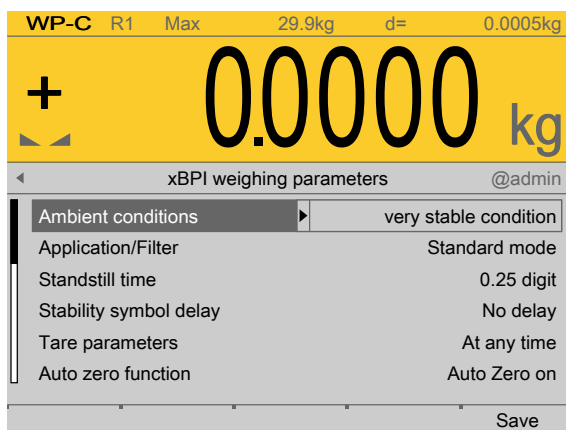 WP-C R1 Max 29.9kg d= 0.0005kg
+ 0.0000 kg
xBPI weighing parameters @admin
Ambient conditions very stable condition
Application/Filter Standard mode
Standstill time 0.25 digit
Stability symbol delay No delay
Tare parameters At any time
Auto zero function Auto Zero on
Save